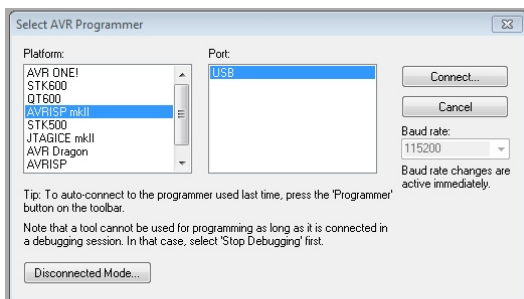 Select AVR Programmer
Platform:
Port:
AVR ONE!
STK600
QT600
AVRISP mkII
STK500
JTAGICE mkII
AVR Dragon
AVRISP
USB
Connect...
Cancel
Baud rate:
115200
Baud rate changes are
active immediately.
Tip: To auto-connect to the programmer used last time, press the 'Programmer'
button on the toolbar.
Note that a tool cannot be used for programming as long as it is connected in
a debugging session. In that case, select 'Stop Debugging' first.
Disconnected Mode...